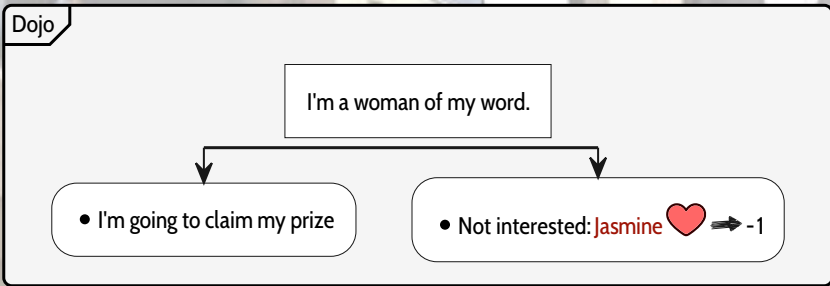 Dojo
I'm a woman of my word.
• I'm going to claim my prize
• Not interested: Jasmine -1